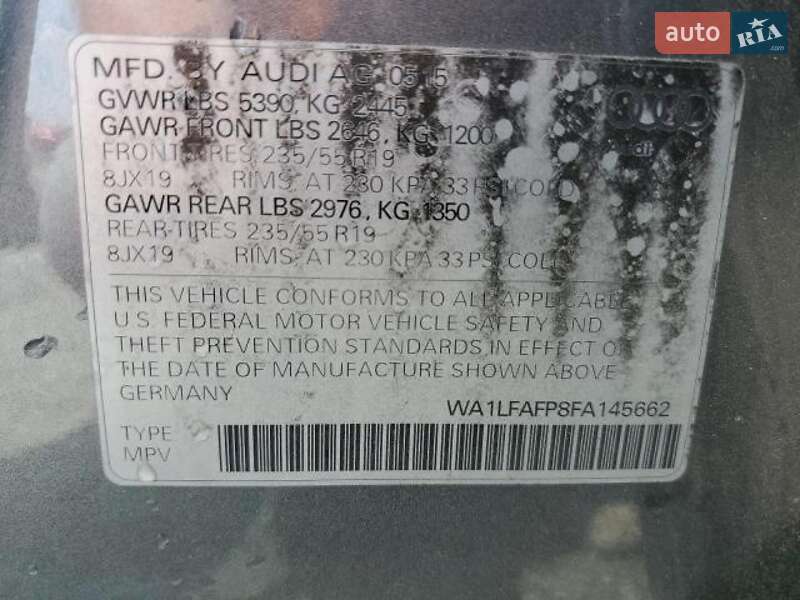 auto RIA.com
MFD. BY AUDI AG 05/15
GVWR LBS 5390, KG 2445
GAWR FRONT LBS 2646, KG 1200
FRONT-TIRES 235/55 R19
8JX19 RIMS, AT 230 KPA 33 PSI COLD
GAWR REAR LBS 2976, KG 1350
REAR-TIRES 235/55 R19
8JX19 RIMS, AT 230 KPA 33 PSI COLD
THIS VEHICLE CONFORMS TO ALL APPLICABLE
U.S. FEDERAL MOTOR VEHICLE SAFETY AND
THEFT PREVENTION STANDARDS IN EFFECT ON
THE DATE OF MANUFACTURE SHOWN ABOVE.
GERMANY
WA1LFAFP8FA145662
TYPE
MPV